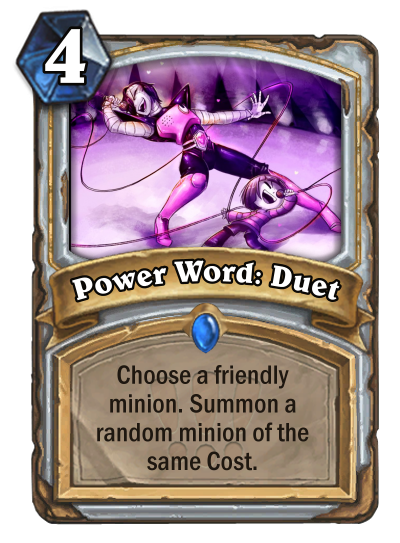 4
Power Word: Duet
Choose a friendly
minion. Summon a
random minion of the
same Cost.